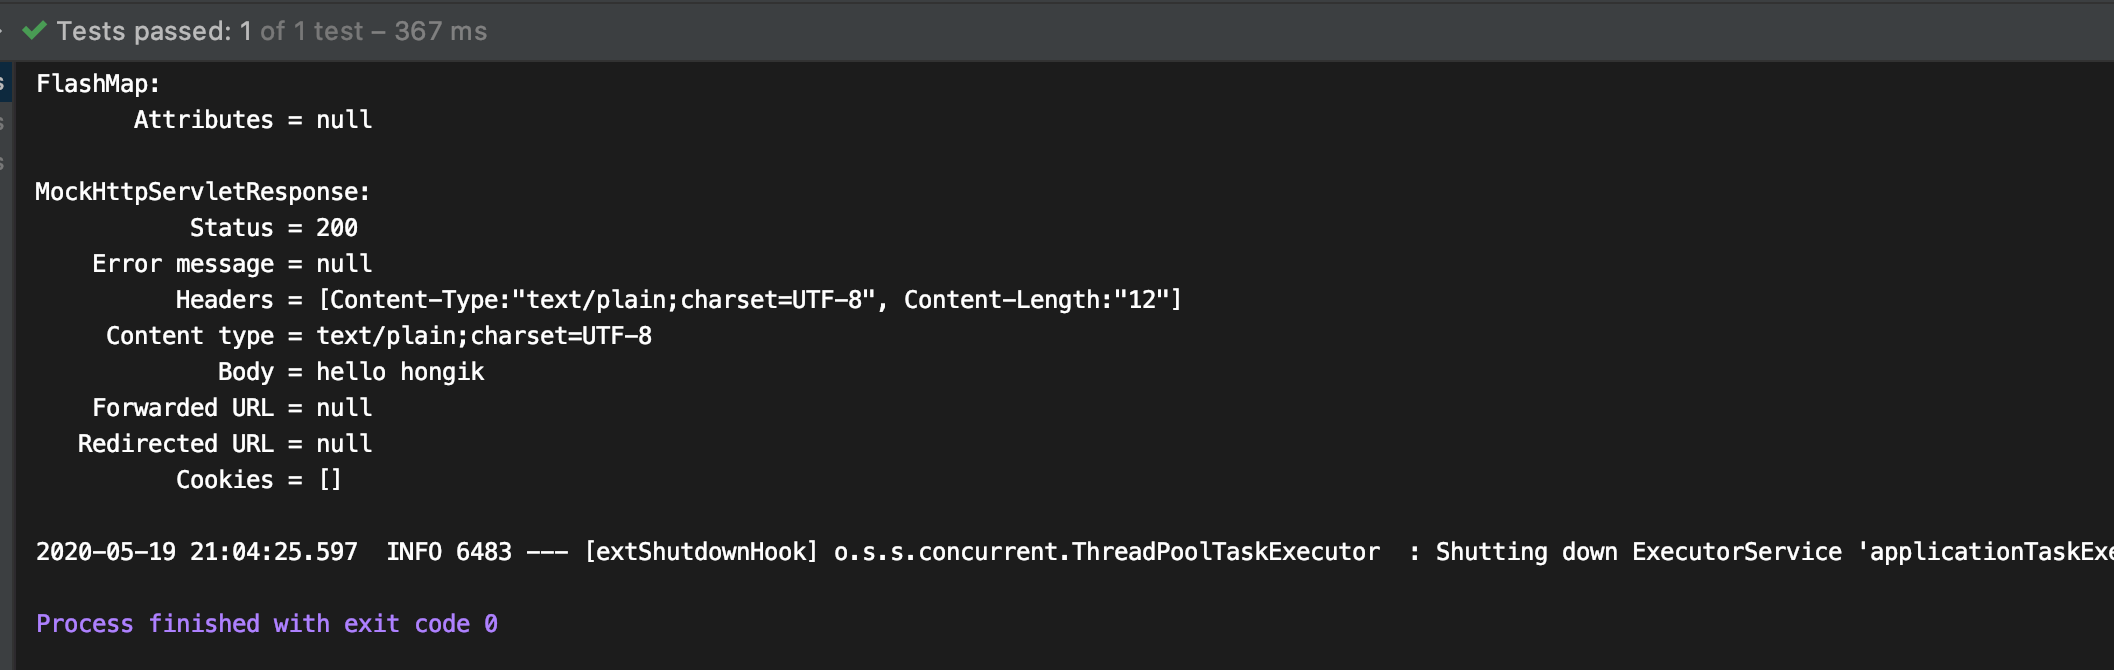 Tests passed: 1 of 1 test – 367 ms
FlashMap:
Attributes = null
MockHttpServletResponse:
Status = 200
Error message = null
Headers = [Content-Type:"text/plain;charset=UTF-8", Content-Length:"12"]
Content type = text/plain;charset=UTF-8
Body = hello hongik
Forwarded URL = null
Redirected URL = null
Cookies = []
2020-05-19 21:04:25.597  INFO 6483 --- [extShutdownHook] o.s.s.concurrent.ThreadPoolTaskExecutor  : Shutting down ExecutorService 'applicationTaskExe
Process finished with exit code 0